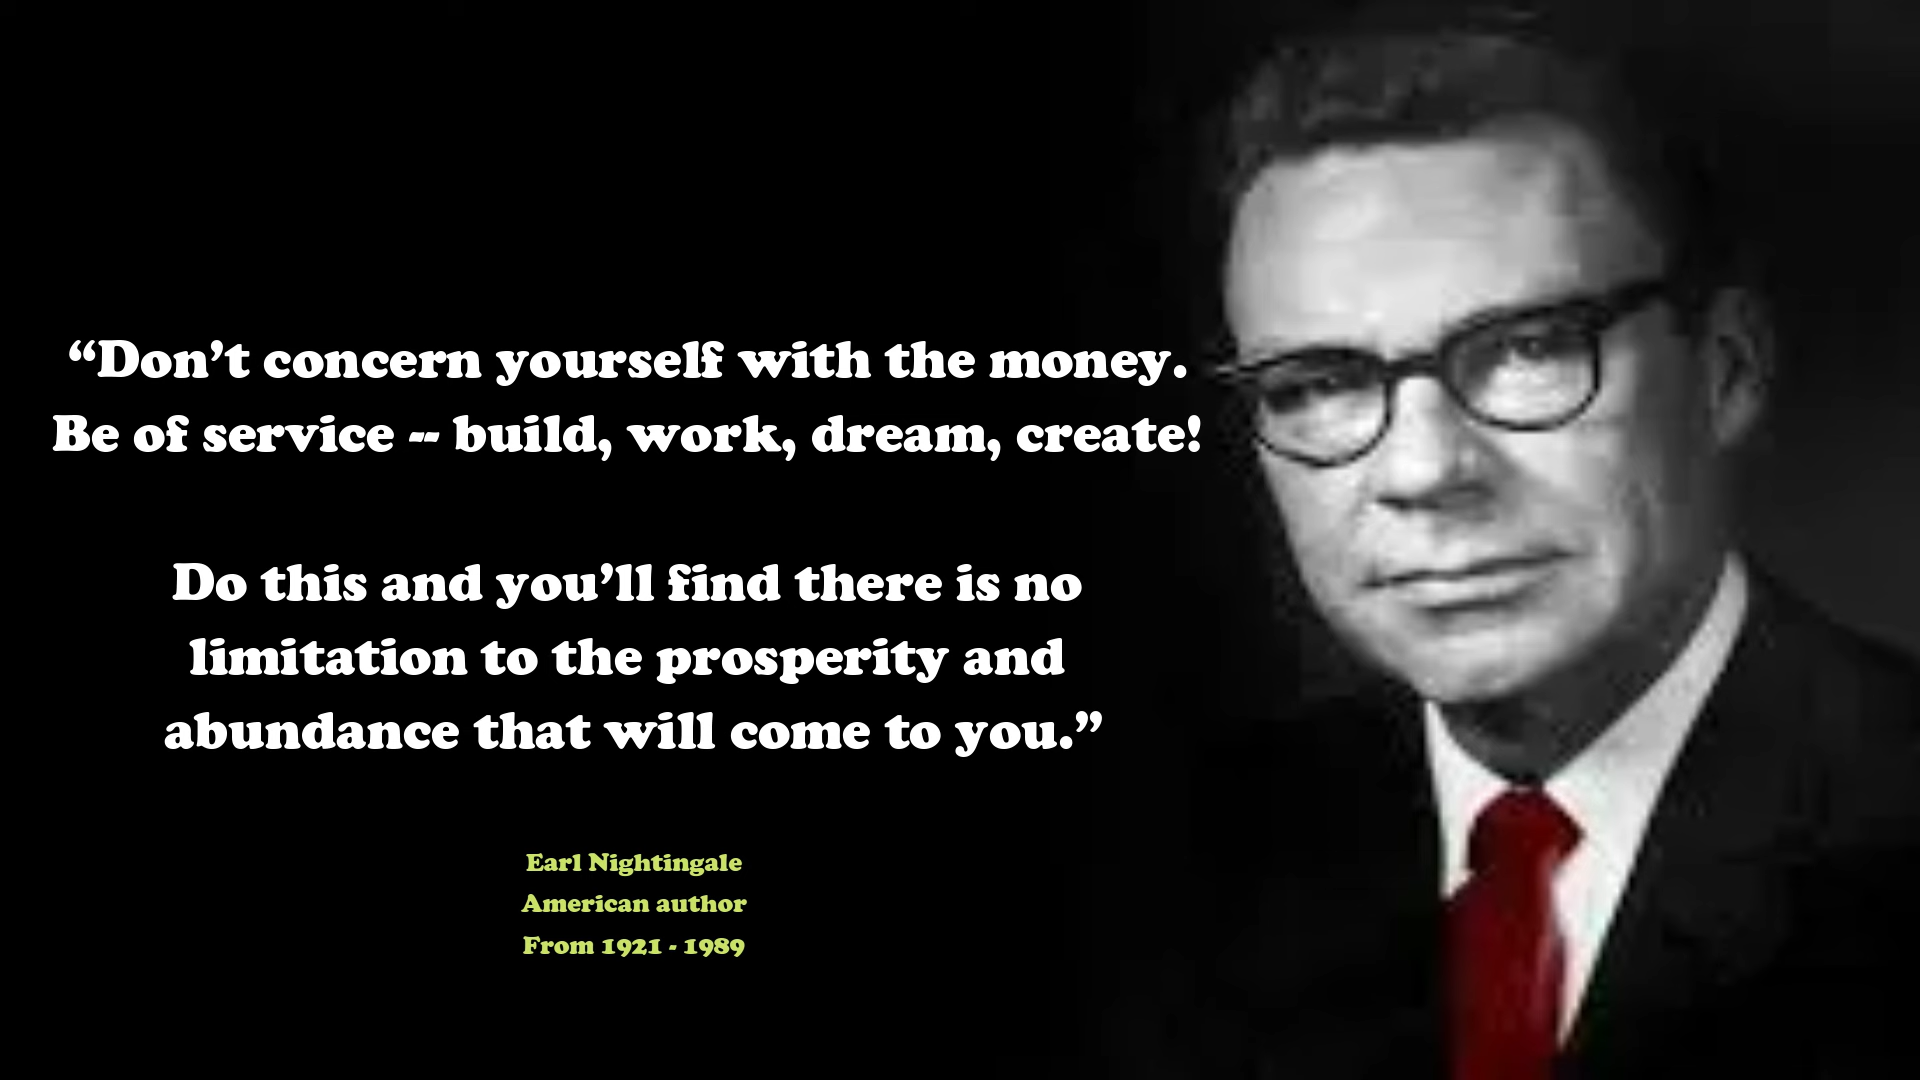 “Don’t concern yourself with the money.
Be of service -- build, work, dream, create!
Do this and you’ll find there is no
limitation to the prosperity and
abundance that will come to you.”
Earl Nightingale
American author
From 1921 - 1989